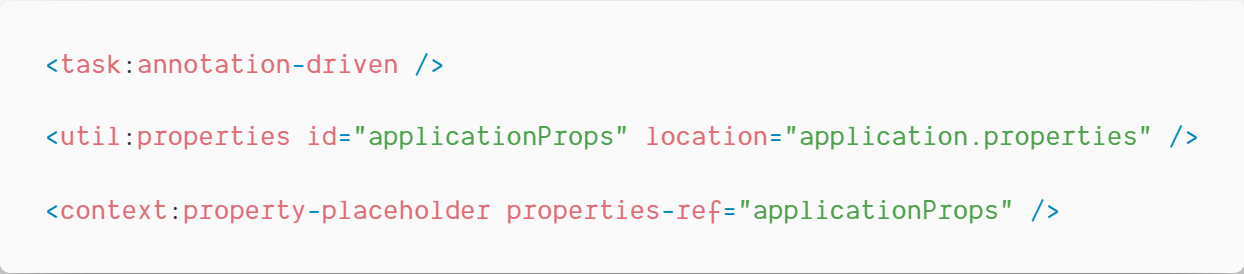 <task:annotation-driven />
<util:properties id="applicationProps" location="application.properties" />
<context:property-placeholder properties-ref="applicationProps" />